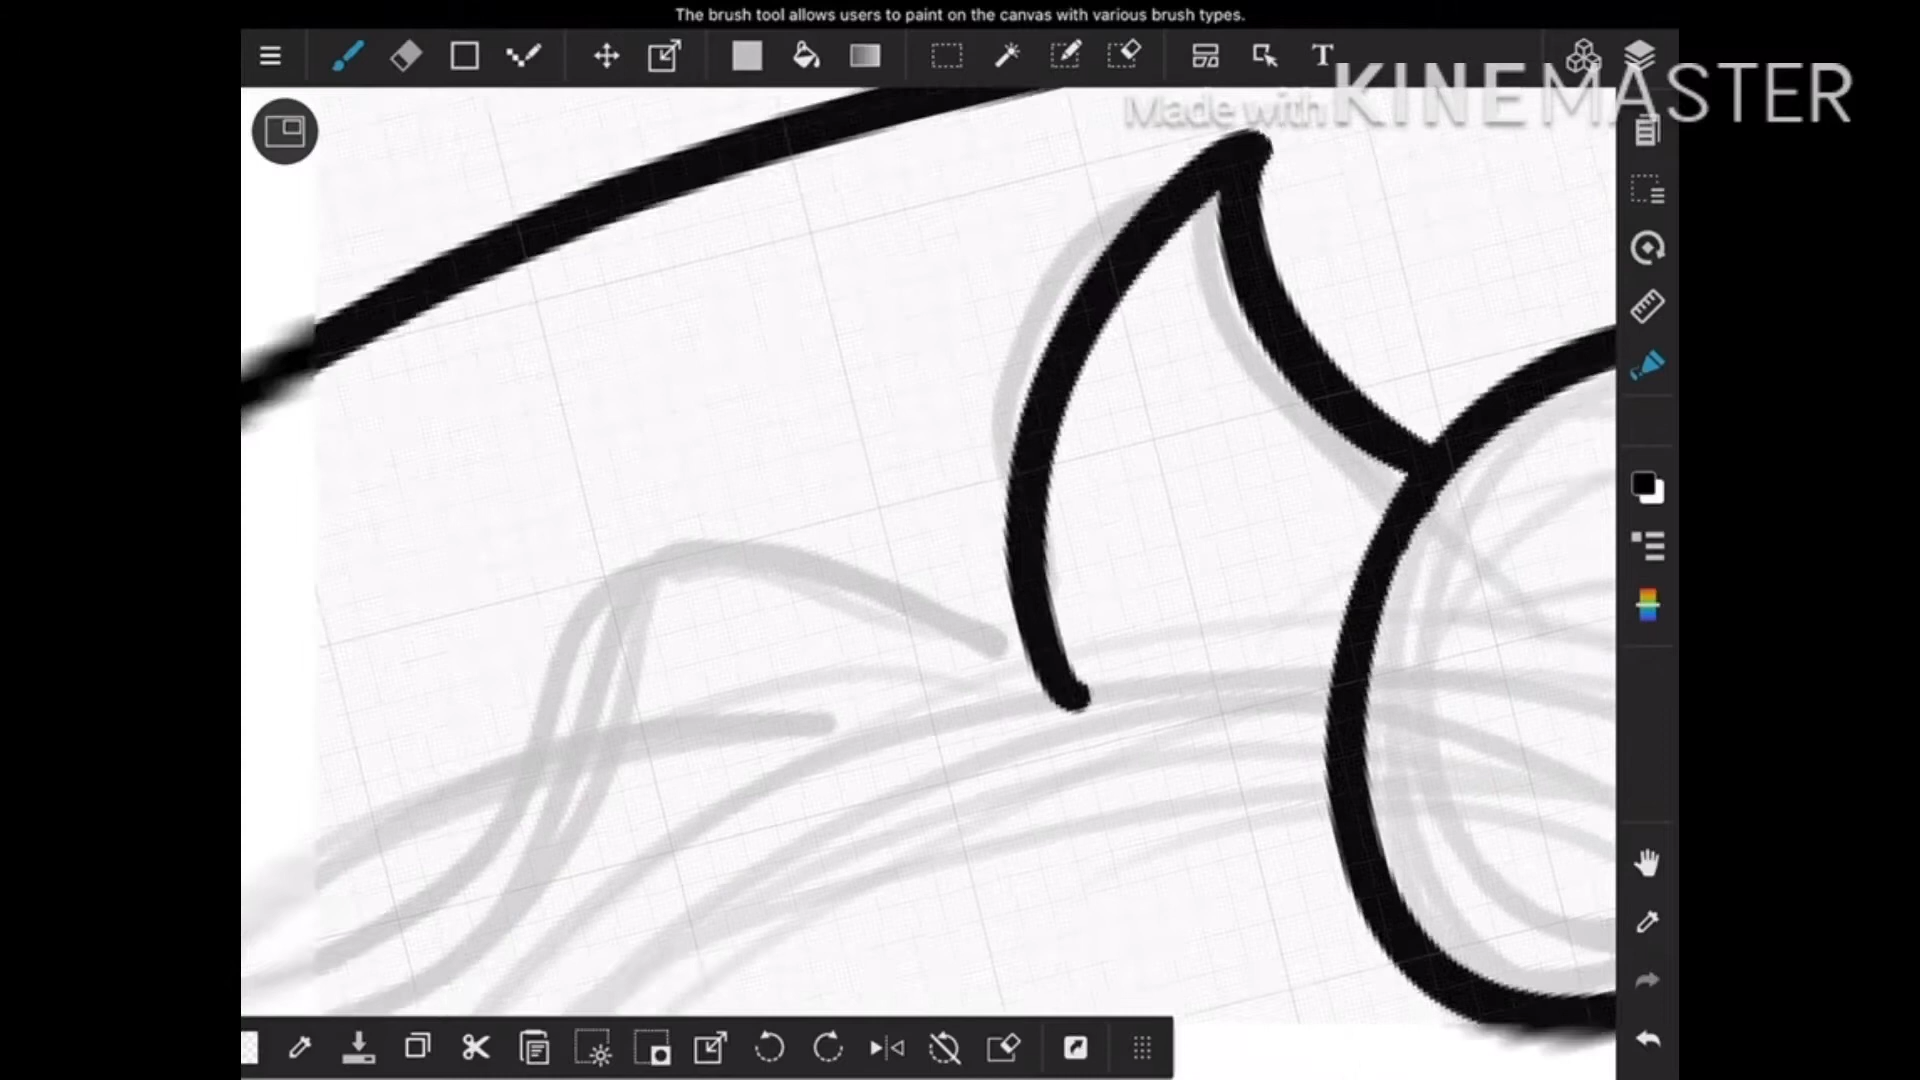 The brush tool allows users to paint on the canvas with various brush types.
T
Made with KINEMASTER